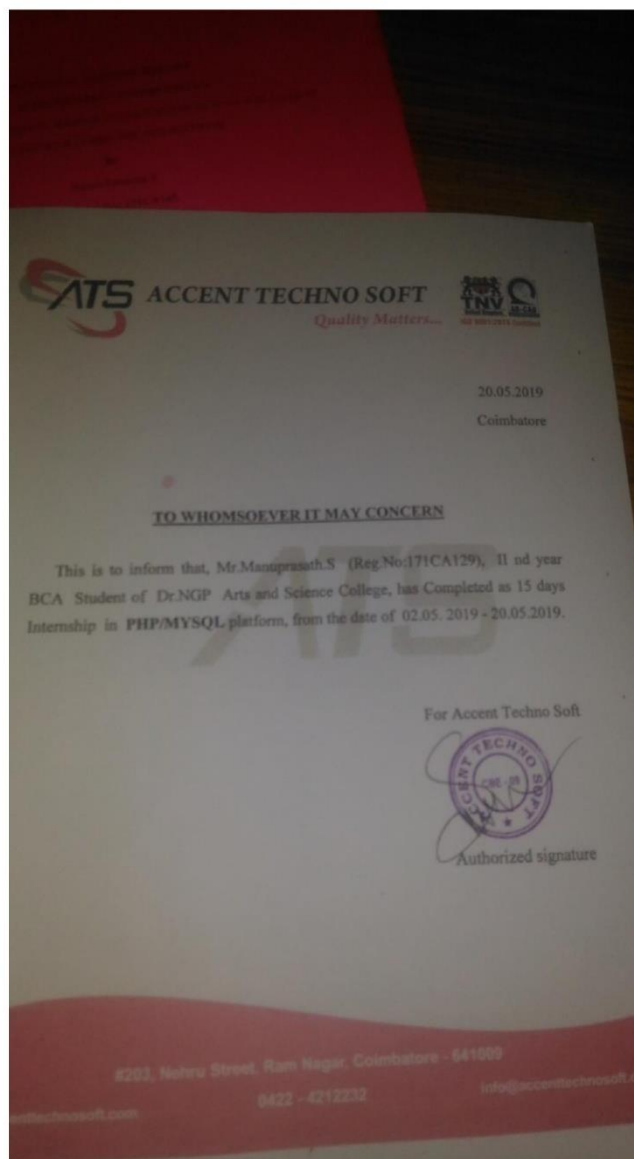 ATS ACCENT TECHNO SOFT
Quality Matters...
TNV
20.05.2019
Coimbatore
TO WHOMSOEVER IT MAY CONCERN
This is to inform that, Mr.Manuprasath.S (Reg.No:171CA129), II nd year
BCA Student of Dr.NGP Arts and Science College, has Completed as 15 days
Internship in PHP/MYSQL platform, from the date of 02.05. 2019 - 20.05.2019.
ATS
For Accent Techno Soft
ACCENT TECHNO SOFT
Authorized signature
#203, Nehru Street, Ram Nagar, Coimbatore - 641009
0422 - 4212232